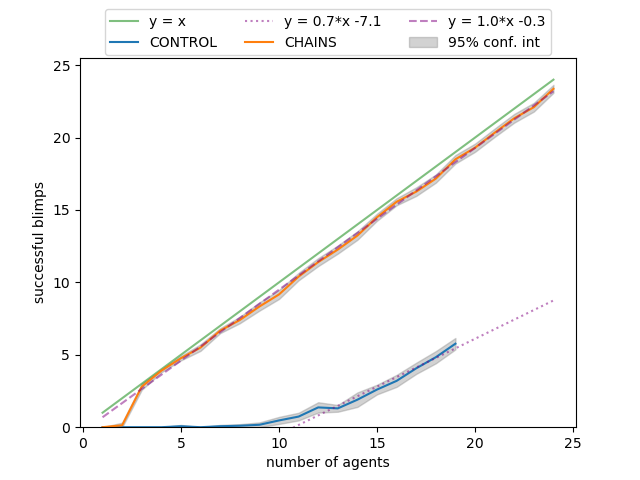 y = x
y = 0.7*x -7.1
y = 1.0*x -0.3
CONTROL
CHAINS
95% conf. int
25
20
15
10
5
0
successful blimps
0 5 10 15 20 25
number of agents